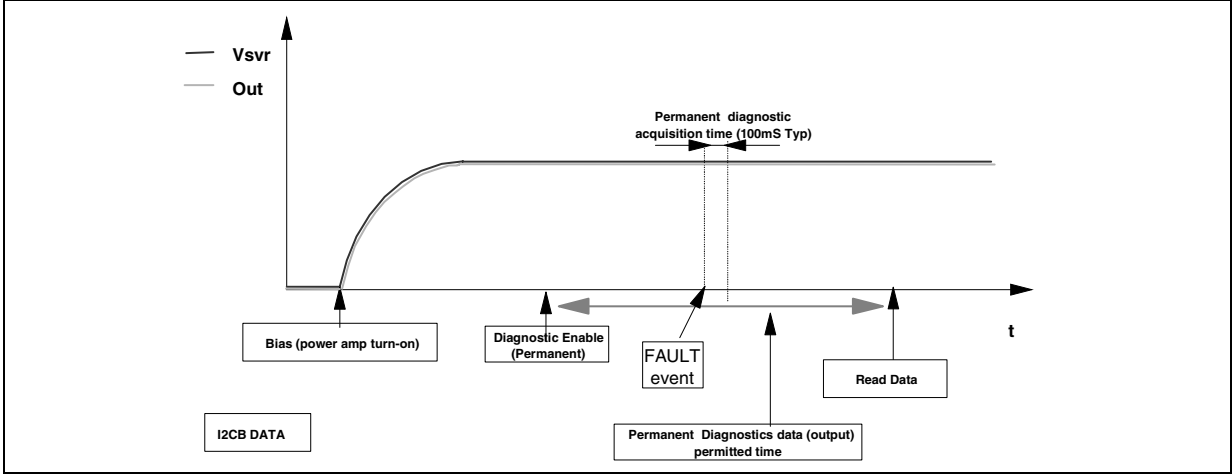 Vsvr
Out
Permanent diagnostic
acquisition time (100mS Typ)
t
Bias (power amp turn-on)
Diagnostic Enable
(Permanent)
FAULT
event
Read Data
I2CB DATA
Permanent Diagnostics data (output)
permitted time